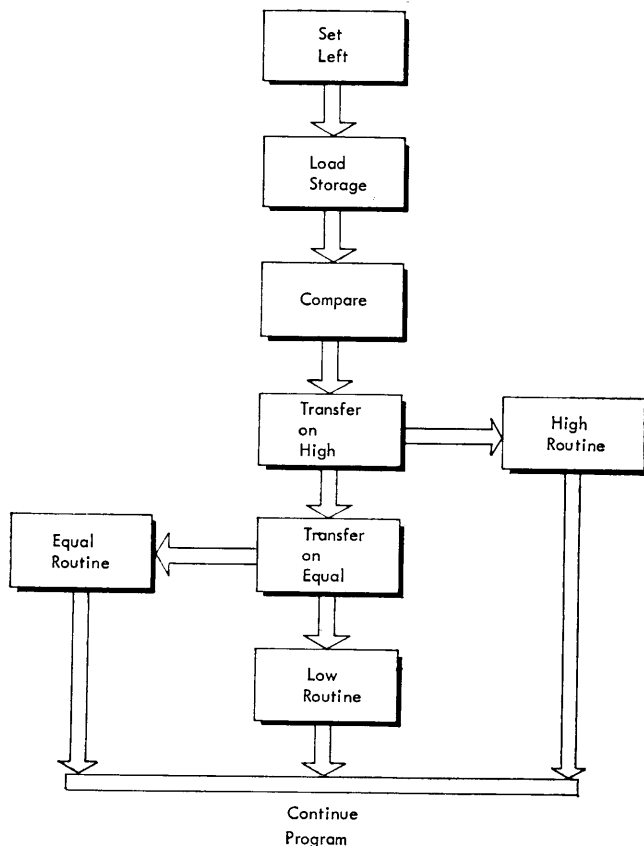 Set
Left
Load
Storage
Compare
Transfer
on
High
High
Routine
Equal
Routine
Transfer
on
Equal
Low
Routine
Continue
Program